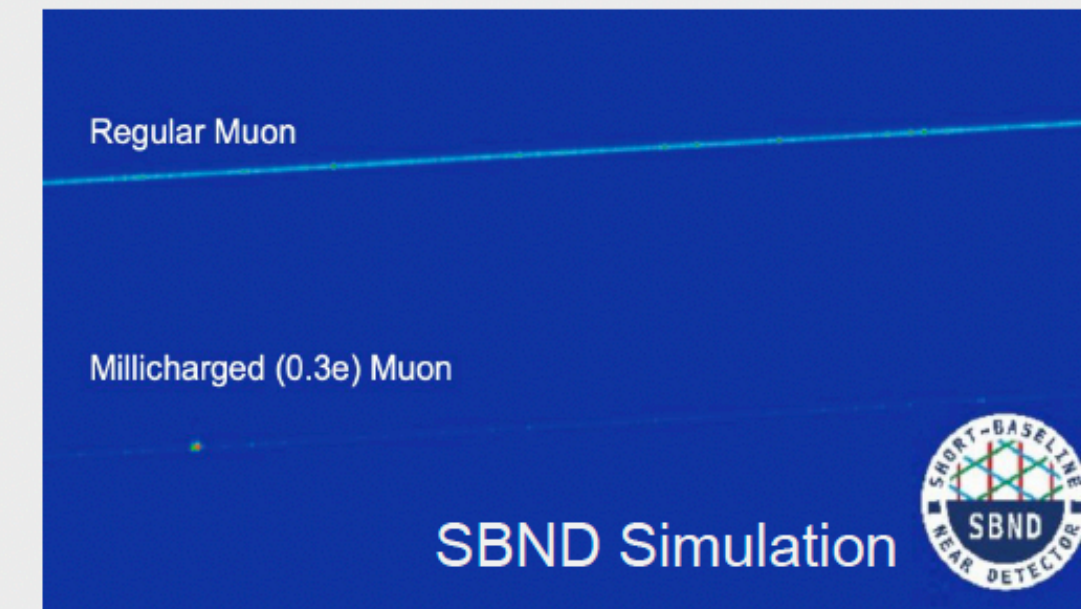 Regular Muon
Millicharged (0.3e) Muon
SBND Simulation
SHORT-BASELINE
SBND
NEAR DETECTOR